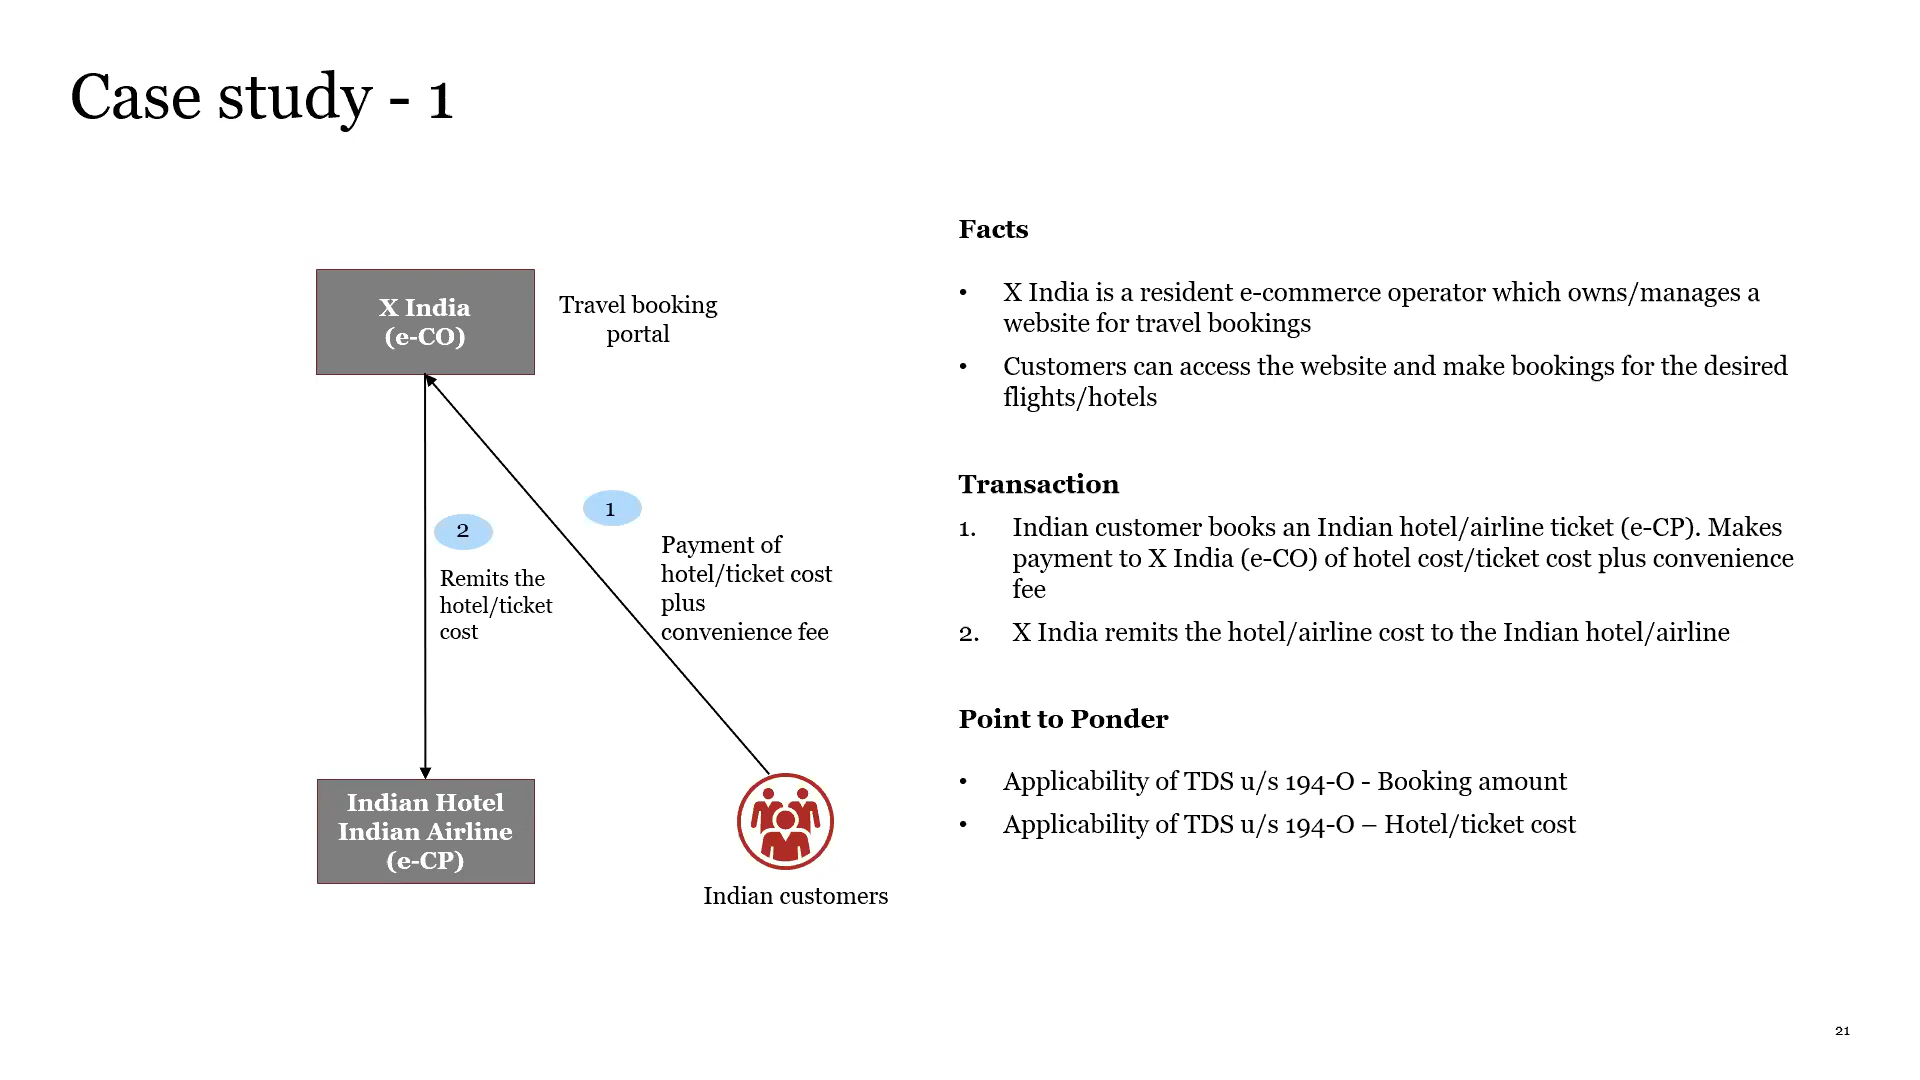 Case study - 1
X India
(e-CO)
Travel booking
portal
1
2
Payment of
hotel/ticket cost
plus
convenience fee
Remits the
hotel/ticket
cost
Indian Hotel
Indian Airline
(e-CP)
Indian customers
Facts
• X India is a resident e-commerce operator which owns/manages a
website for travel bookings
• Customers can access the website and make bookings for the desired
flights/hotels
Transaction
1. Indian customer books an Indian hotel/airline ticket (e-CP). Makes
payment to X India (e-CO) of hotel cost/ticket cost plus convenience
fee
2. X India remits the hotel/airline cost to the Indian hotel/airline
Point to Ponder
• Applicability of TDS u/s 194-O - Booking amount
• Applicability of TDS u/s 194-O – Hotel/ticket cost
21